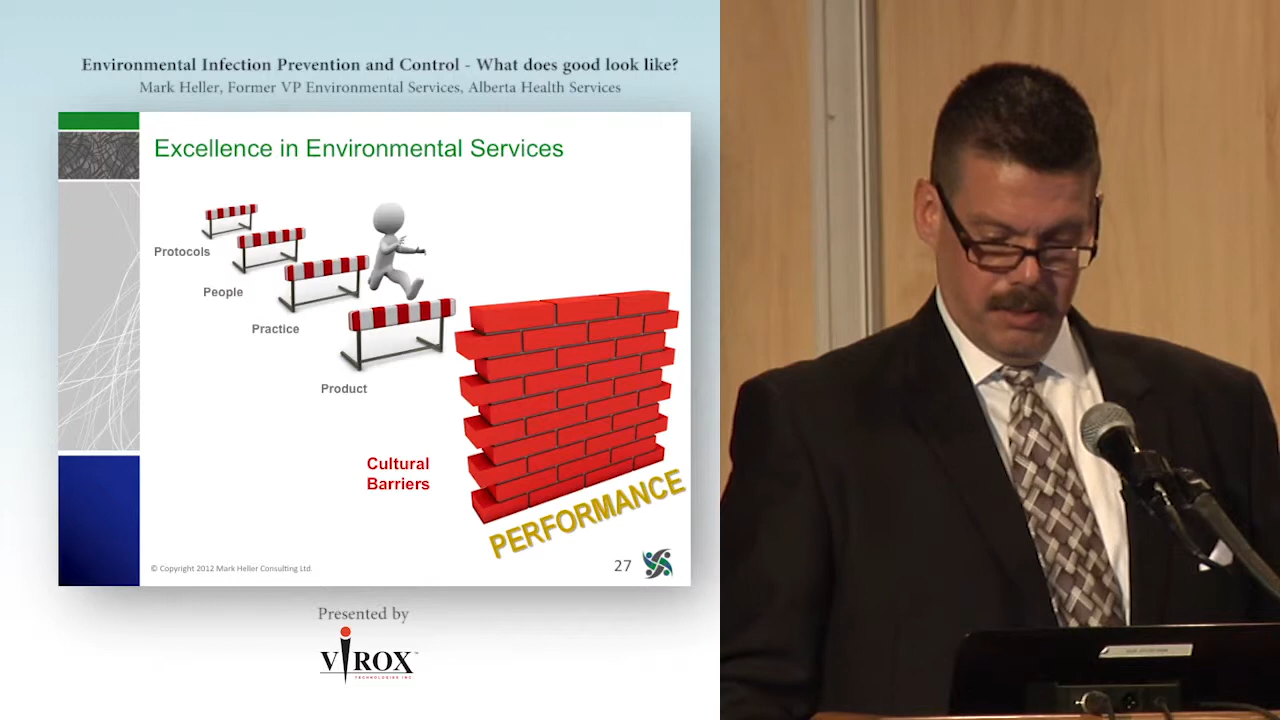 Environmental Infection Prevention and Control - What does good look like?
Mark Heller, Former VP Environmental Services, Alberta Health Services
Excellence in Environmental Services
Protocols
People
Practice
Product
Cultural
Barriers
PERFORMANCE
© Copyright 2012 Mark Heller Consulting Ltd.
27
Presented by
VIROX
TECHNOLOGIES INC